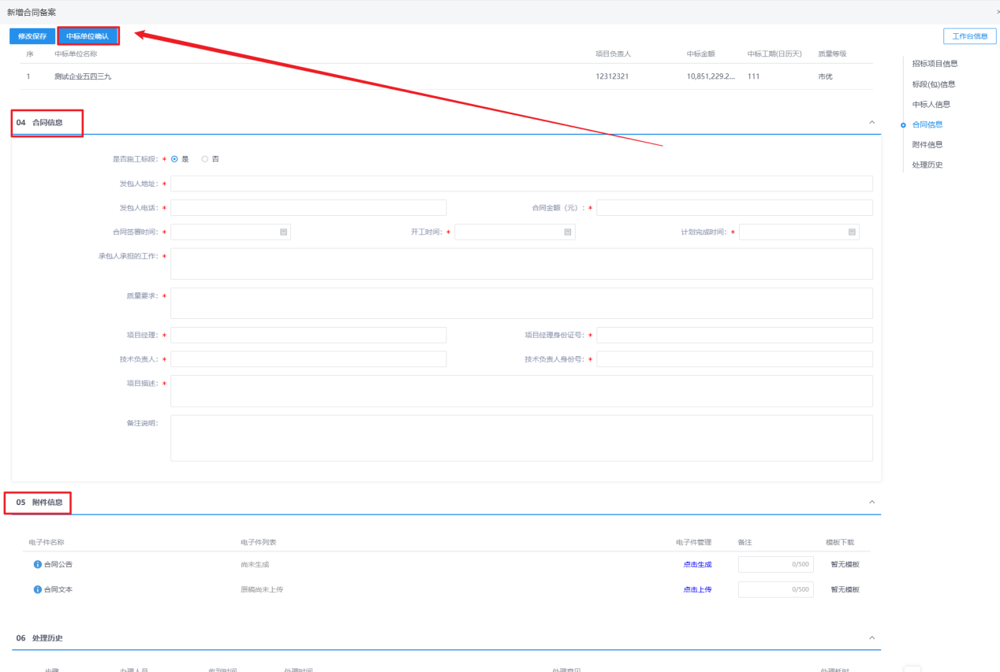 新增合同备案
修改保存 中标单位确认 工作台信息
序 中标单位名称 项目负责人 中标金额 中标工期(日历天) 质量等级
1 测试企业五四三九 12312321 10,851,229.2... 111 市优
招标项目信息
标段(包)信息
中标人信息
合同信息
附件信息
处理历史
04 合同信息
是否施工标段: * 是 否
发包人地址: *
发包人电话: * 合同金额（元）: *
合同签署时间: * 开工时间: * 计划完成时间: *
承包人承担的工作: *
质量要求: *
项目经理: * 项目经理身份证号: *
技术负责人: * 技术负责人身份号: *
项目描述: *
备注说明:
05 附件信息
电子件名称 电子件列表 电子件管理 备注 模板下载
合同公告 尚未生成 点击生成 0/500 暂无模板
合同文本 原稿尚未上传 点击上传 0/500 暂无模板
06 处理历史
步骤 办理人员 收到时间 处理时间 处理意见 处理耗时